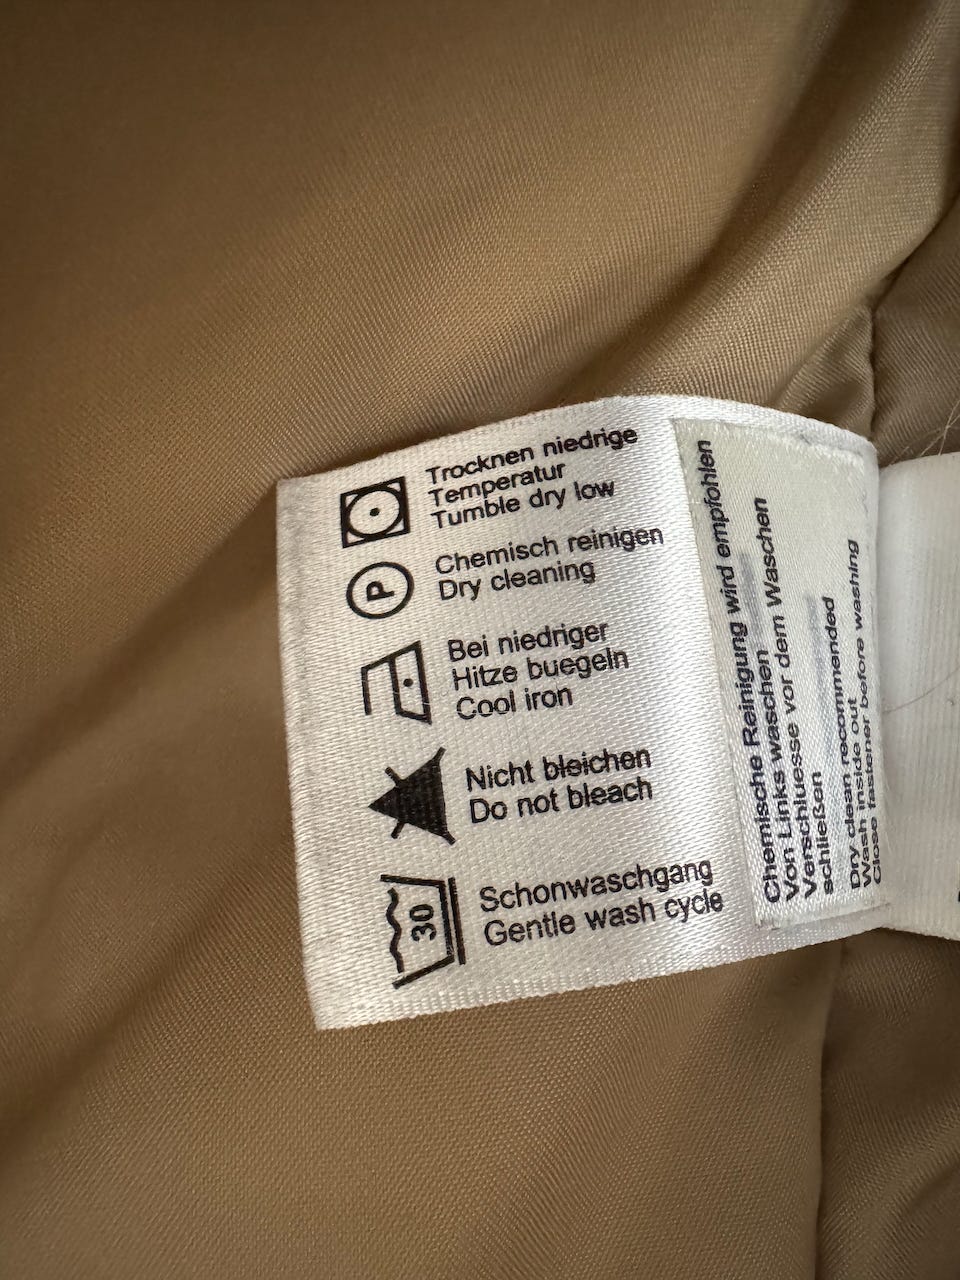 Trocknen niedrige
Temperatur
Tumble dry low
P
Chemisch reinigen
Dry cleaning
Bei niedriger
Hitze buegeln
Cool iron
Nicht bleichen
Do not bleach
30
Schonwaschgang
Gentle wash cycle
Chemische Reinigung wird empfohlen
Von Links waschen
Verschluesse vor dem Waschen
schließen
Dry clean recommended
Wash inside out
Close fastener before washing